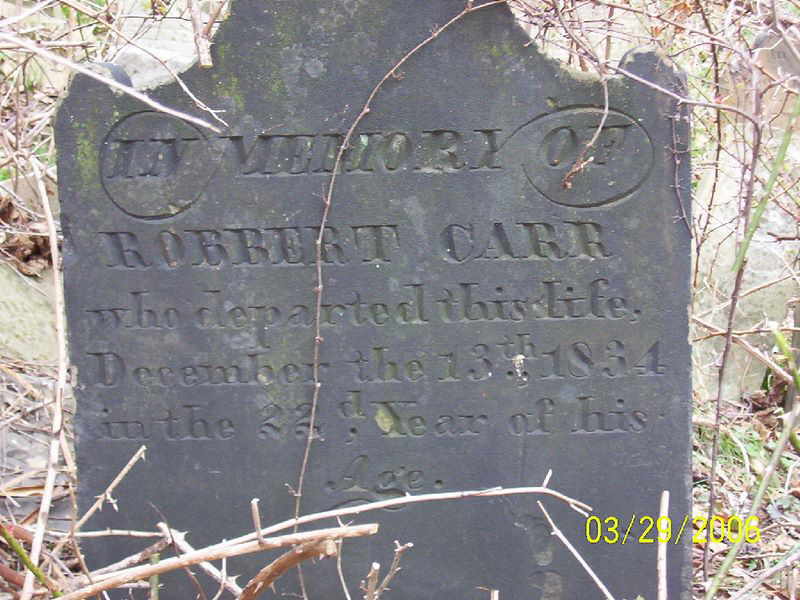 IN MEMORY OF
ROBBERT CARR
who departed this life,
December the 13th 1834
in the 22d, Year of his
Age.
03/29/2006